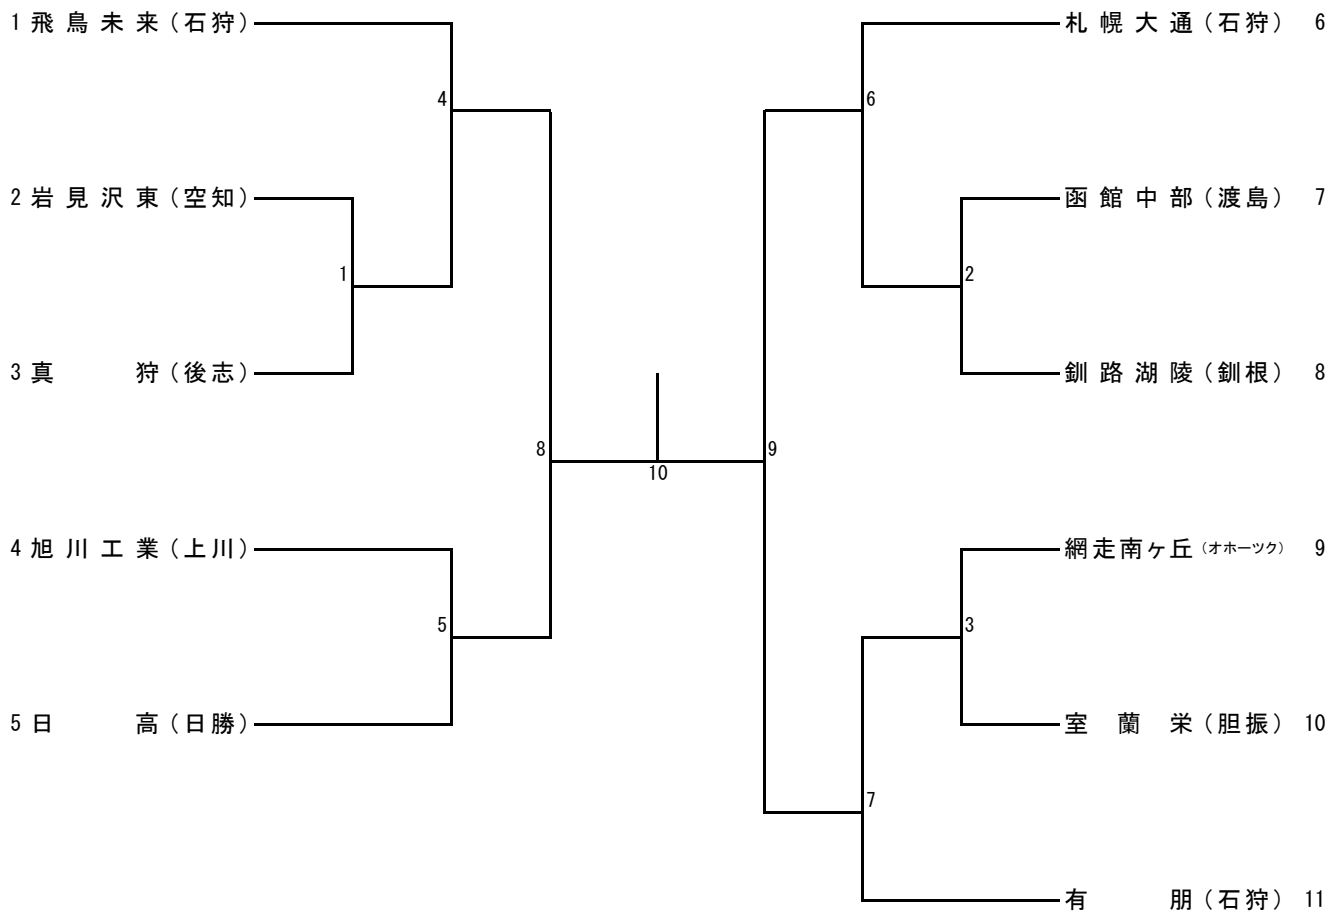 1 飛鳥未来(石狩)
4
2 岩見沢東(空知)
1
3 真狩(後志)
8
4 旭川工業(上川)
5
5 日高(日勝)
10
札幌大通(石狩) 6
6
函館中部(渡島) 7
2
釧路湖陵(釧根) 8
9
網走南ヶ丘(オホーツク) 9
3
室蘭栄(胆振) 10
7
有朋(石狩) 11